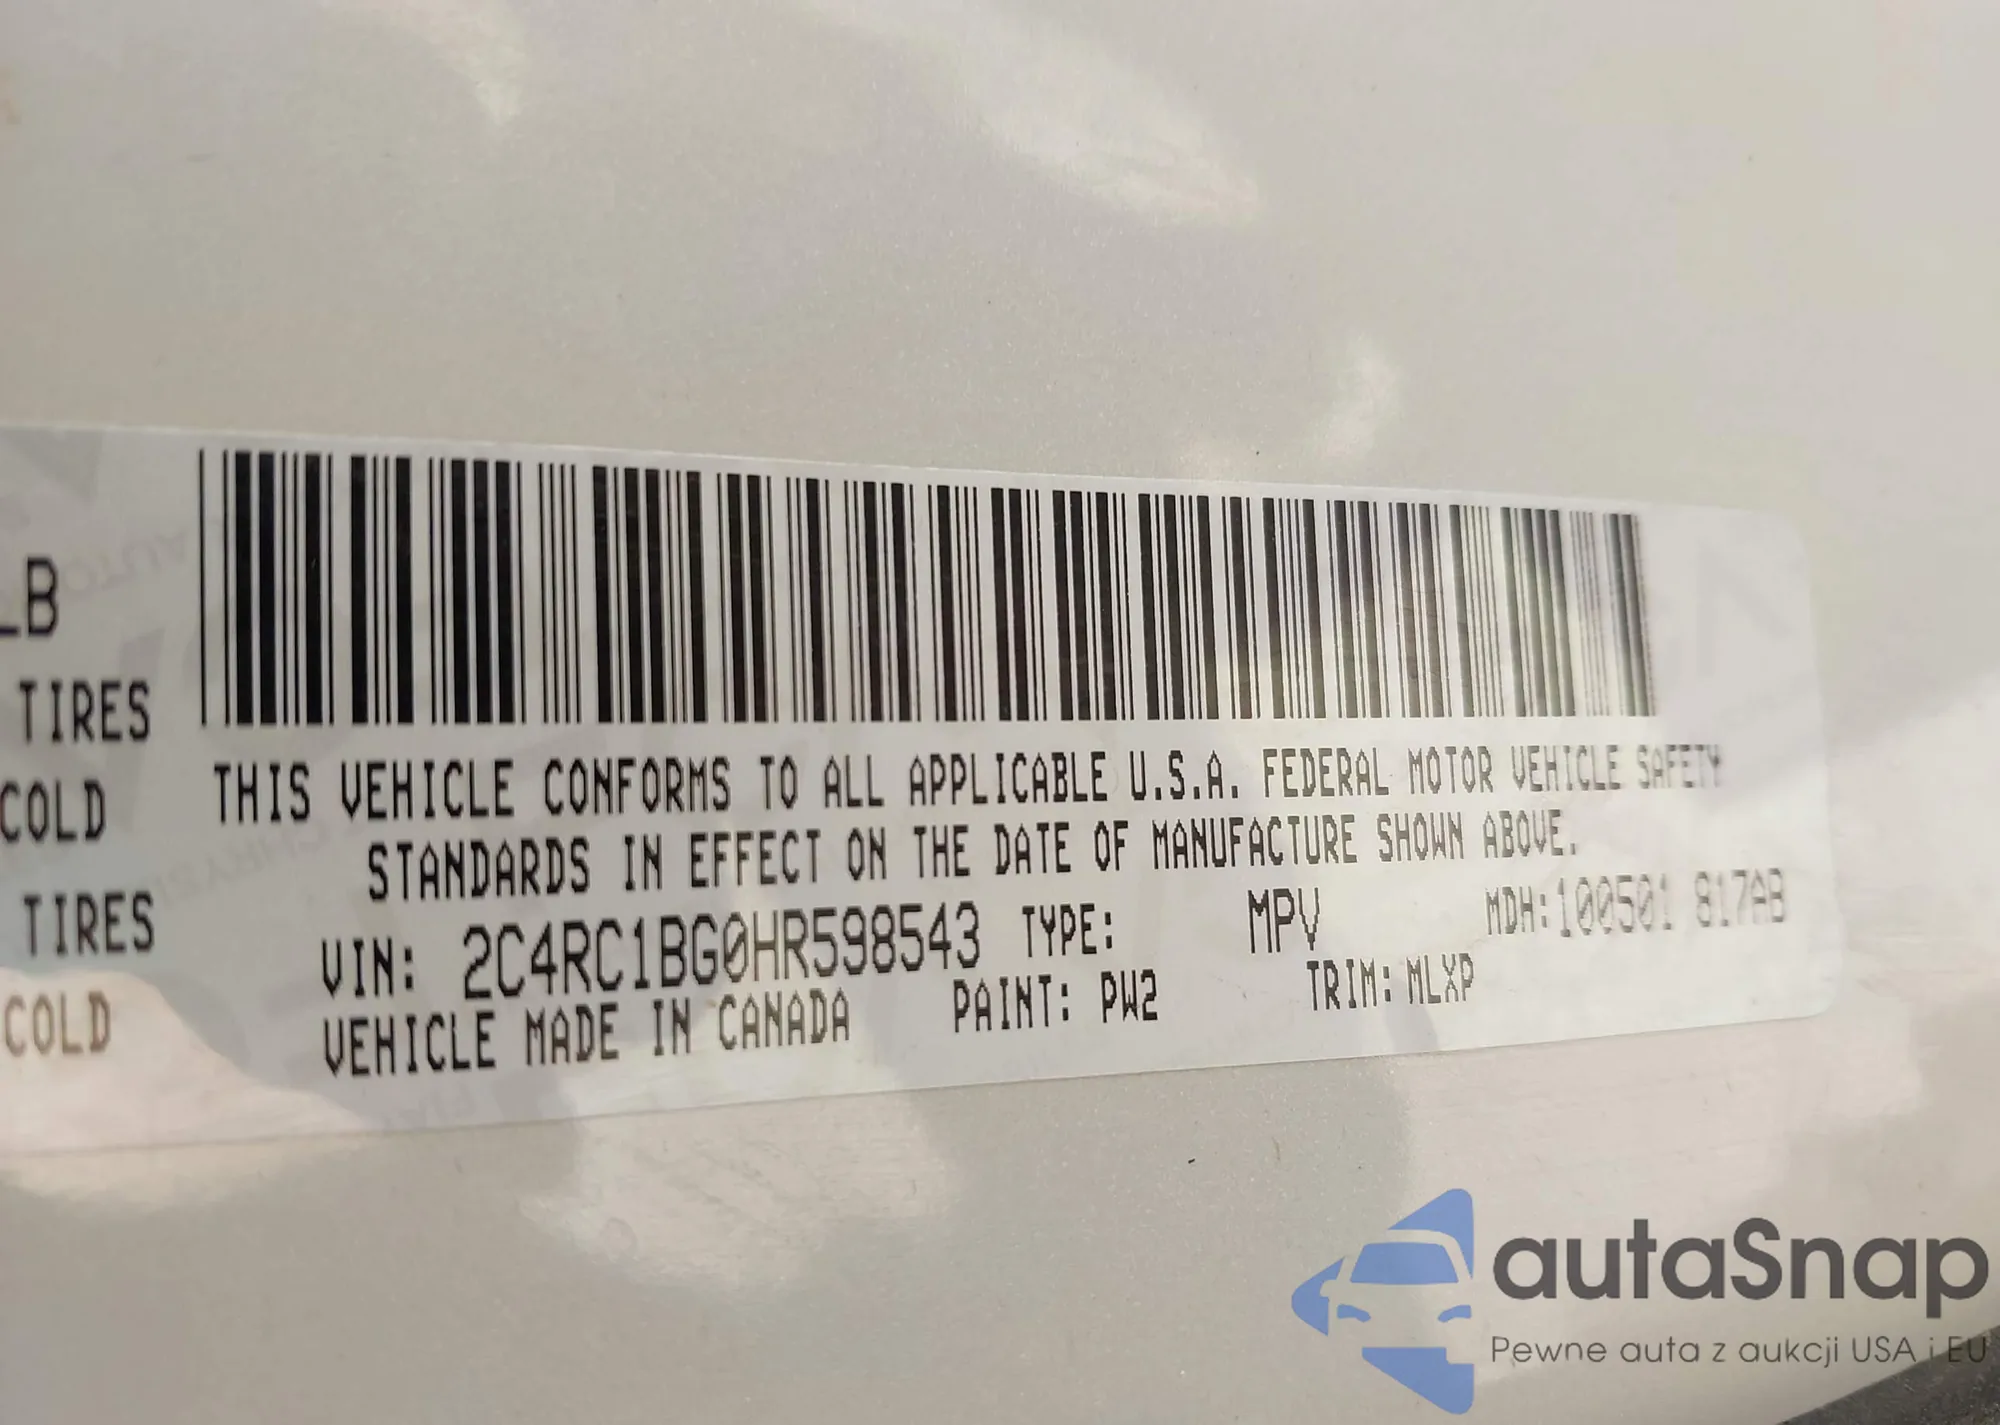 LB
TIRES
COLD
TIRES
COLD
THIS VEHICLE CONFORMS TO ALL APPLICABLE U.S.A. FEDERAL MOTOR VEHICLE SAFETY
STANDARDS IN EFFECT ON THE DATE OF MANUFACTURE SHOWN ABOVE.
VIN: 2C4RC1BG0HR598543 TYPE: MPV MDH:100501 817AB
VEHICLE MADE IN CANADA PAINT: PW2 TRIM: MLXP
autaSnap
Pewne auta z aukcji USA i EU